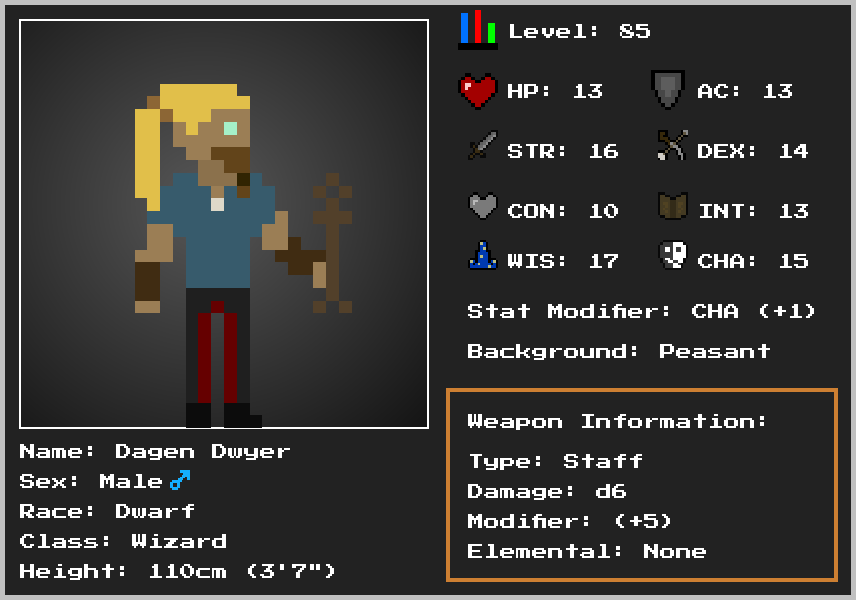 Level: 85
HP: 13
AC: 13
STR: 16
DEX: 14
CON: 10
INT: 13
WIS: 17
CHA: 15
Stat Modifier: CHA (+1)
Background: Peasant
Weapon Information:
Type: Staff
Damage: d6
Modifier: (+5)
Elemental: None
Name: Dagen Dwyer
Sex: Male♂
Race: Dwarf
Class: Wizard
Height: 110cm (3'7")